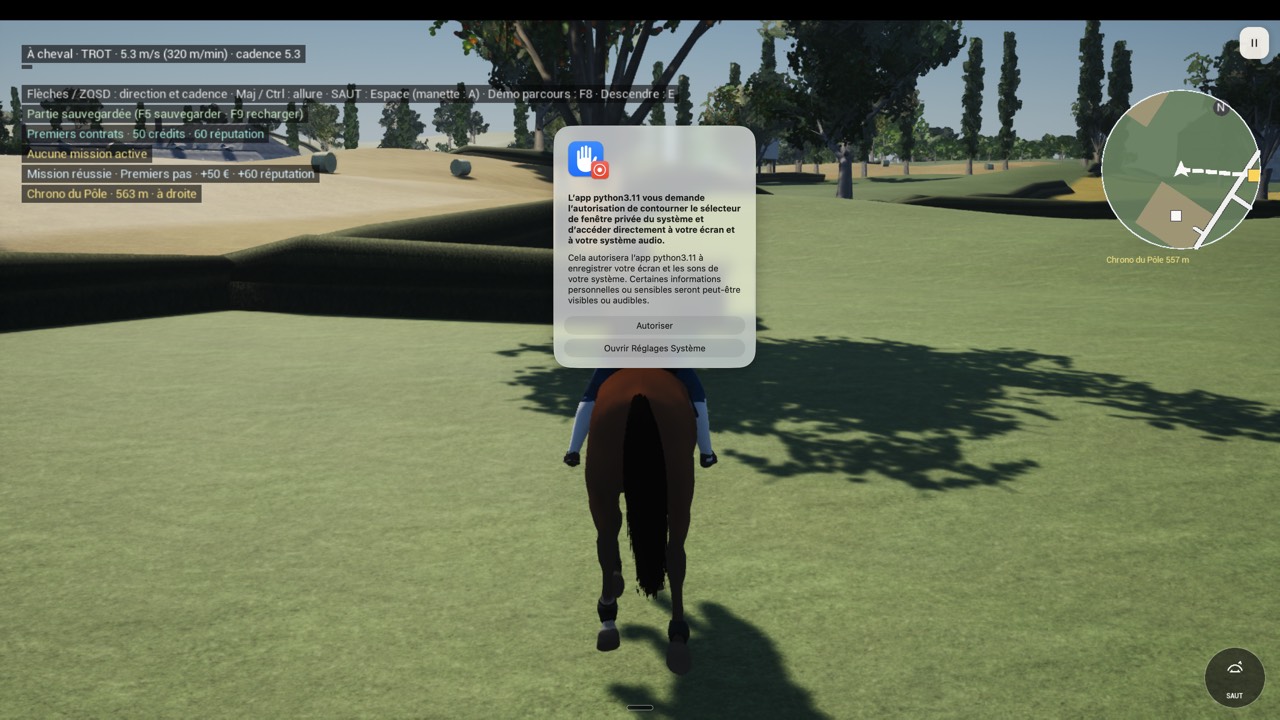 À cheval · TROT · 5.3 m/s (320 m/min) · cadence 5.3
Flèches / ZQSD : direction et cadence · Maj / Ctrl : allure · SAUT : Espace (manette : A) · Démo parcours : F8 · Descendre : E
Partie sauvegardée (F5 sauvegarder · F9 recharger)
Premiers contrats · 50 crédits · 60 réputation
Aucune mission active
Mission réussie · Premiers pas · +50 € · +60 réputation
Chrono du Pôle · 563 m · à droite
L'app python3.11 vous demande
l'autorisation de contourner le sélecteur
de fenêtre privée du système et
d'accéder directement à votre écran et
à votre système audio.
Cela autorisera l'app python3.11 à
enregistrer votre écran et les sons de
votre système. Certaines informations
personnelles ou sensibles seront peut-être
visibles ou audibles.
Autoriser
Ouvrir Réglages Système
N
Chrono du Pôle 557 m
SAUT